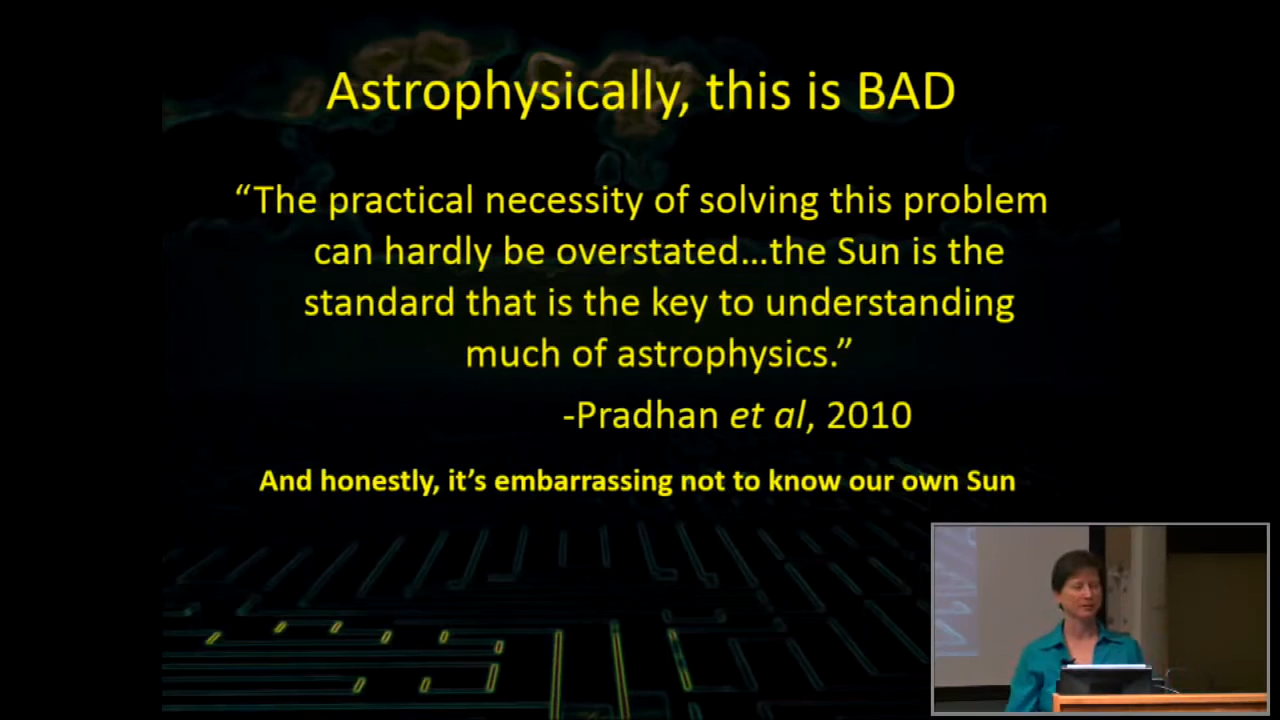 Astrophysically, this is BAD
“The practical necessity of solving this problem
can hardly be overstated…the Sun is the
standard that is the key to understanding
much of astrophysics.”
-Pradhan et al, 2010
And honestly, it’s embarrassing not to know our own Sun